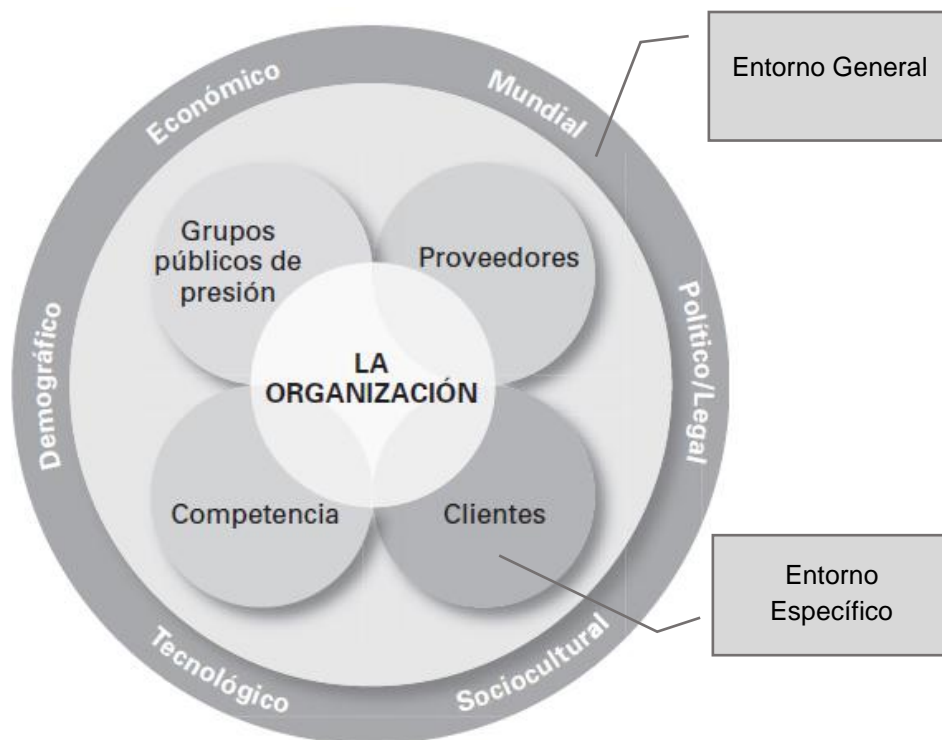 Entorno General
Económico
Mundial
Grupos
públicos de
presión
Proveedores
Demográfico
Político/Legal
LA
ORGANIZACIÓN
Competencia
Clientes
Entorno
Específico
Tecnológico
Sociocultural